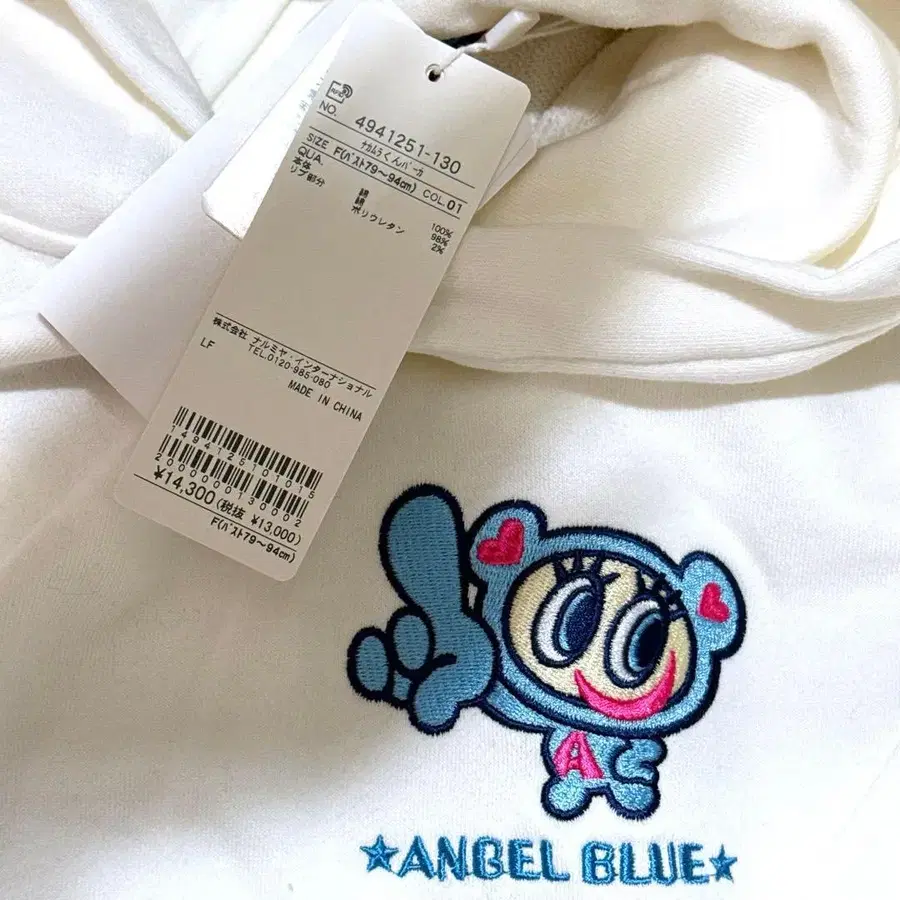 RFID
NO. 4941251-130
ﾅｶﾑﾗくんﾊﾟｰｶ
SIZE F(ﾊﾞｽﾄ79〜94cm) COL.01
QUA.
本体 綿 100%
リブ部分 綿 98%
ポリウレタン 2%
株式会社 ナルミヤ・インターナショナル
TEL.0120-985-080
LF
MADE IN CHINA
1494125101015
2000000130002
¥14,300(税抜 ¥13,000)
F(ﾊﾞｽﾄ79〜94cm)
A
★ANGEL BLUE★